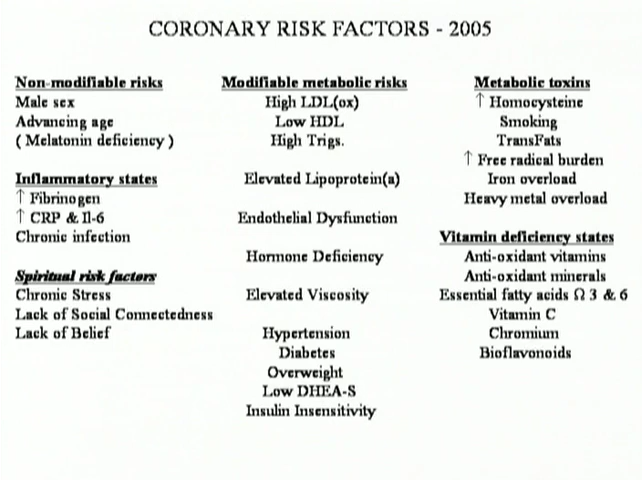 CORONARY RISK FACTORS - 2005
Non-modifiable risks
Male sex
Advancing age
( Melatonin deficiency )
Inflammatory states
↑ Fibrinogen
↑ CRP & Il-6
Chronic infection
Spiritual risk factors
Chronic Stress
Lack of Social Connectedness
Lack of Belief
Modifiable metabolic risks
High LDL(ox)
Low HDL
High Trigs.
Elevated Lipoprotein(a)
Endothelial Dysfunction
Hormone Deficiency
Elevated Viscosity
Hypertension
Diabetes
Overweight
Low DHEA-S
Insulin Insensitivity
Metabolic toxins
↑ Homocysteine
Smoking
TransFats
↑ Free radical burden
Iron overload
Heavy metal overload
Vitamin deficiency states
Anti-oxidant vitamins
Anti-oxidant minerals
Essential fatty acids Ω 3 & 6
Vitamin C
Chromium
Bioflavonoids